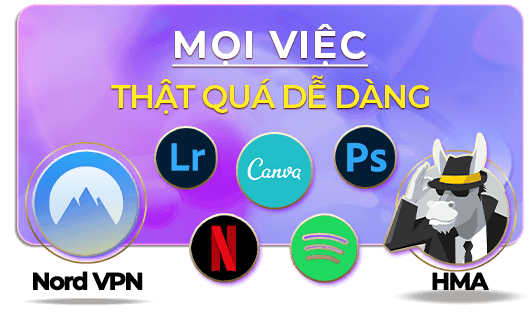 MỌI VIỆC
THẬT QUÁ DỄ DÀNG
Lr
Canva
Ps
N
Nord VPN
HMA